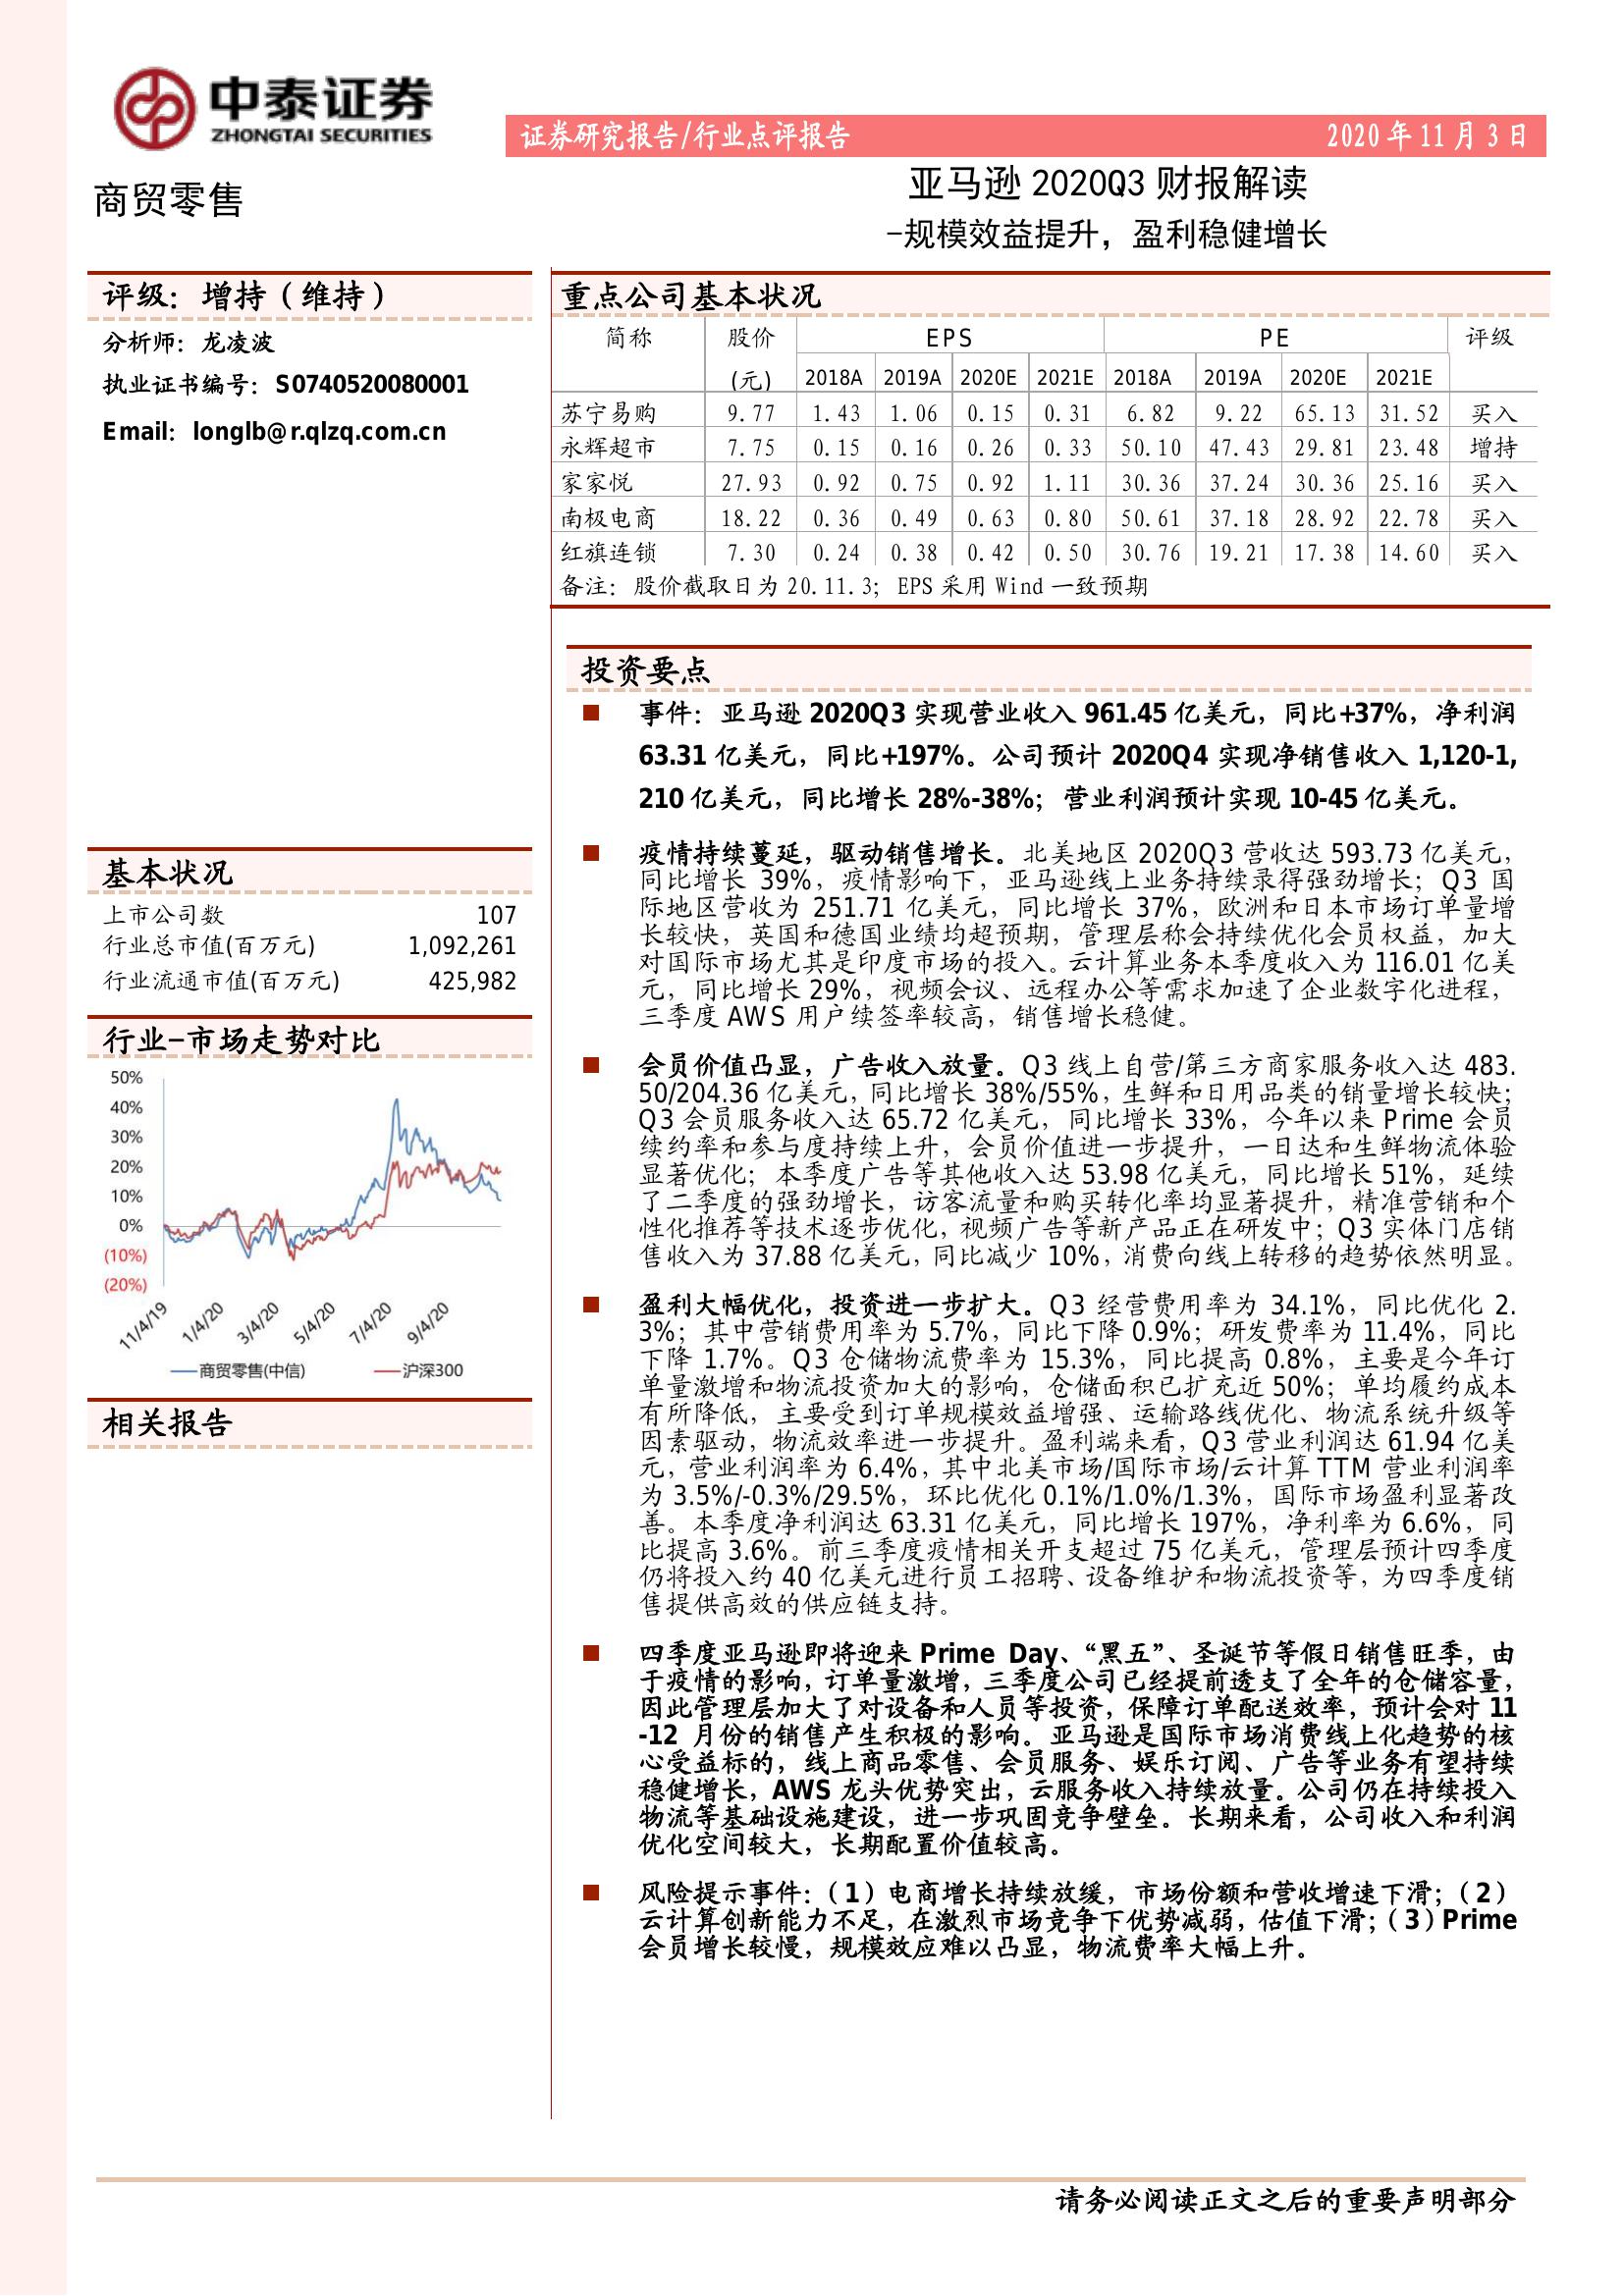 中泰证券
ZHONGTAI SECURITIES
证券研究报告/行业点评报告 2020年11月3日
商贸零售
亚马逊2020Q3财报解读
-规模效益提升，盈利稳健增长
评级：增持（维持）
分析师：龙凌波
执业证书编号：S0740520080001
Email：longlb@r.qlzq.com.cn
基本状况
上市公司数 107
行业总市值(百万元) 1,092,261
行业流通市值(百万元) 425,982
行业-市场走势对比
50%
40%
30%
20%
10%
0%
(10%)
(20%)
11/4/19 1/4/20 3/4/20 5/4/20 7/4/20 9/4/20
商贸零售(中信) 沪深300
相关报告
重点公司基本状况
简称 股价 EPS PE 评级
(元) 2018A 2019A 2020E 2021E 2018A 2019A 2020E 2021E
苏宁易购 9.77 1.43 1.06 0.15 0.31 6.82 9.22 65.13 31.52 买入
永辉超市 7.75 0.15 0.16 0.26 0.33 50.10 47.43 29.81 23.48 增持
家家悦 27.93 0.92 0.75 0.92 1.11 30.36 37.24 30.36 25.16 买入
南极电商 18.22 0.36 0.49 0.63 0.80 50.61 37.18 28.92 22.78 买入
红旗连锁 7.30 0.24 0.38 0.42 0.50 30.76 19.21 17.38 14.60 买入
备注：股价截取日为20.11.3；EPS采用Wind一致预期
投资要点
■ 事件：亚马逊2020Q3实现营业收入961.45亿美元，同比+37%，净利润
63.31亿美元，同比+197%。公司预计2020Q4实现净销售收入1,120-1,
210亿美元，同比增长28%-38%；营业利润预计实现10-45亿美元。
■ 疫情持续蔓延，驱动销售增长。北美地区2020Q3营收达593.73亿美元，
同比增长39%，疫情影响下，亚马逊线上业务持续录得强劲增长；Q3国
际地区营收为251.71亿美元，同比增长37%，欧洲和日本市场订单量增
长较快，英国和德国业绩均超预期，管理层称会持续优化会员权益，加大
对国际市场尤其是印度市场的投入。云计算业务本季度收入为116.01亿美
元，同比增长29%，视频会议、远程办公等需求加速了企业数字化进程，
三季度AWS用户续签率较高，销售增长稳健。
■ 会员价值凸显，广告收入放量。Q3线上自营/第三方商家服务收入达483.
50/204.36亿美元，同比增长38%/55%，生鲜和日用品类的销量增长较快；
Q3会员服务收入达65.72亿美元，同比增长33%，今年以来Prime会员
续约率和参与度持续上升，会员价值进一步提升，一日达和生鲜物流体验
显著优化；本季度广告等其他收入达53.98亿美元，同比增长51%，延续
了二季度的强劲增长，访客流量和购买转化率均显著提升，精准营销和个
性化推荐等技术逐步优化，视频广告等新产品正在研发中；Q3实体门店销
售收入为37.88亿美元，同比减少10%，消费向线上转移的趋势依然明显。
■ 盈利大幅优化，投资进一步扩大。Q3经营费用率为34.1%，同比优化2.
3%；其中营销费用率为5.7%，同比下降0.9%；研发费率为11.4%，同比
下降1.7%。Q3仓储物流费率为15.3%，同比提高0.8%，主要是今年订
单量激增和物流投资加大的影响，仓储面积已扩充近50%；单均履约成本
有所降低，主要受到订单规模效益增强、运输路线优化、物流系统升级等
因素驱动，物流效率进一步提升。盈利端来看，Q3营业利润达61.94亿美
元，营业利润率为6.4%，其中北美市场/国际市场/云计算TTM营业利润率
为3.5%/-0.3%/29.5%，环比优化0.1%/1.0%/1.3%，国际市场盈利显著改
善。本季度净利润达63.31亿美元，同比增长197%，净利率为6.6%，同
比提高3.6%。前三季度疫情相关开支超过75亿美元，管理层预计四季度
仍将投入约40亿美元进行员工招聘、设备维护和物流投资等，为四季度销
售提供高效的供应链支持。
■ 四季度亚马逊即将迎来Prime Day、“黑五”、圣诞节等假日销售旺季，由
于疫情的影响，订单量激增，三季度公司已经提前透支了全年的仓储容量，
因此管理层加大了对设备和人员等投资，保障订单配送效率，预计会对11
-12月份的销售产生积极的影响。亚马逊是国际市场消费线上化趋势的核
心受益标的，线上商品零售、会员服务、娱乐订阅、广告等业务有望持续
稳健增长，AWS龙头优势突出，云服务收入持续放量。公司仍在持续投入
物流等基础设施建设，进一步巩固竞争壁垒。长期来看，公司收入和利润
优化空间较大，长期配置价值较高。
■ 风险提示事件：（1）电商增长持续放缓，市场份额和营收增速下滑；（2）
云计算创新能力不足，在激烈市场竞争下优势减弱，估值下滑；（3）Prime
会员增长较慢，规模效应难以凸显，物流费率大幅上升。
请务必阅读正文之后的重要声明部分